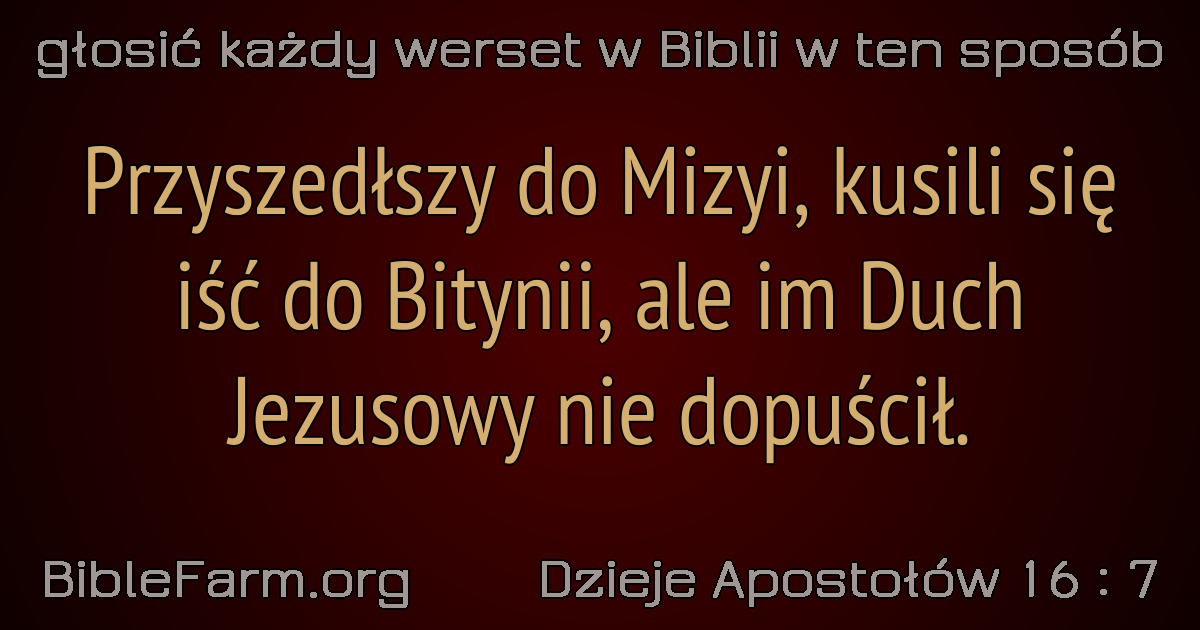 głosić każdy werset w Biblii w ten sposób
Przyszedłszy do Mizyi, kusili się
iść do Bitynii, ale im Duch
Jezusowy nie dopuścił.
BibleFarm.org
Dzieje Apostołów 16 : 7